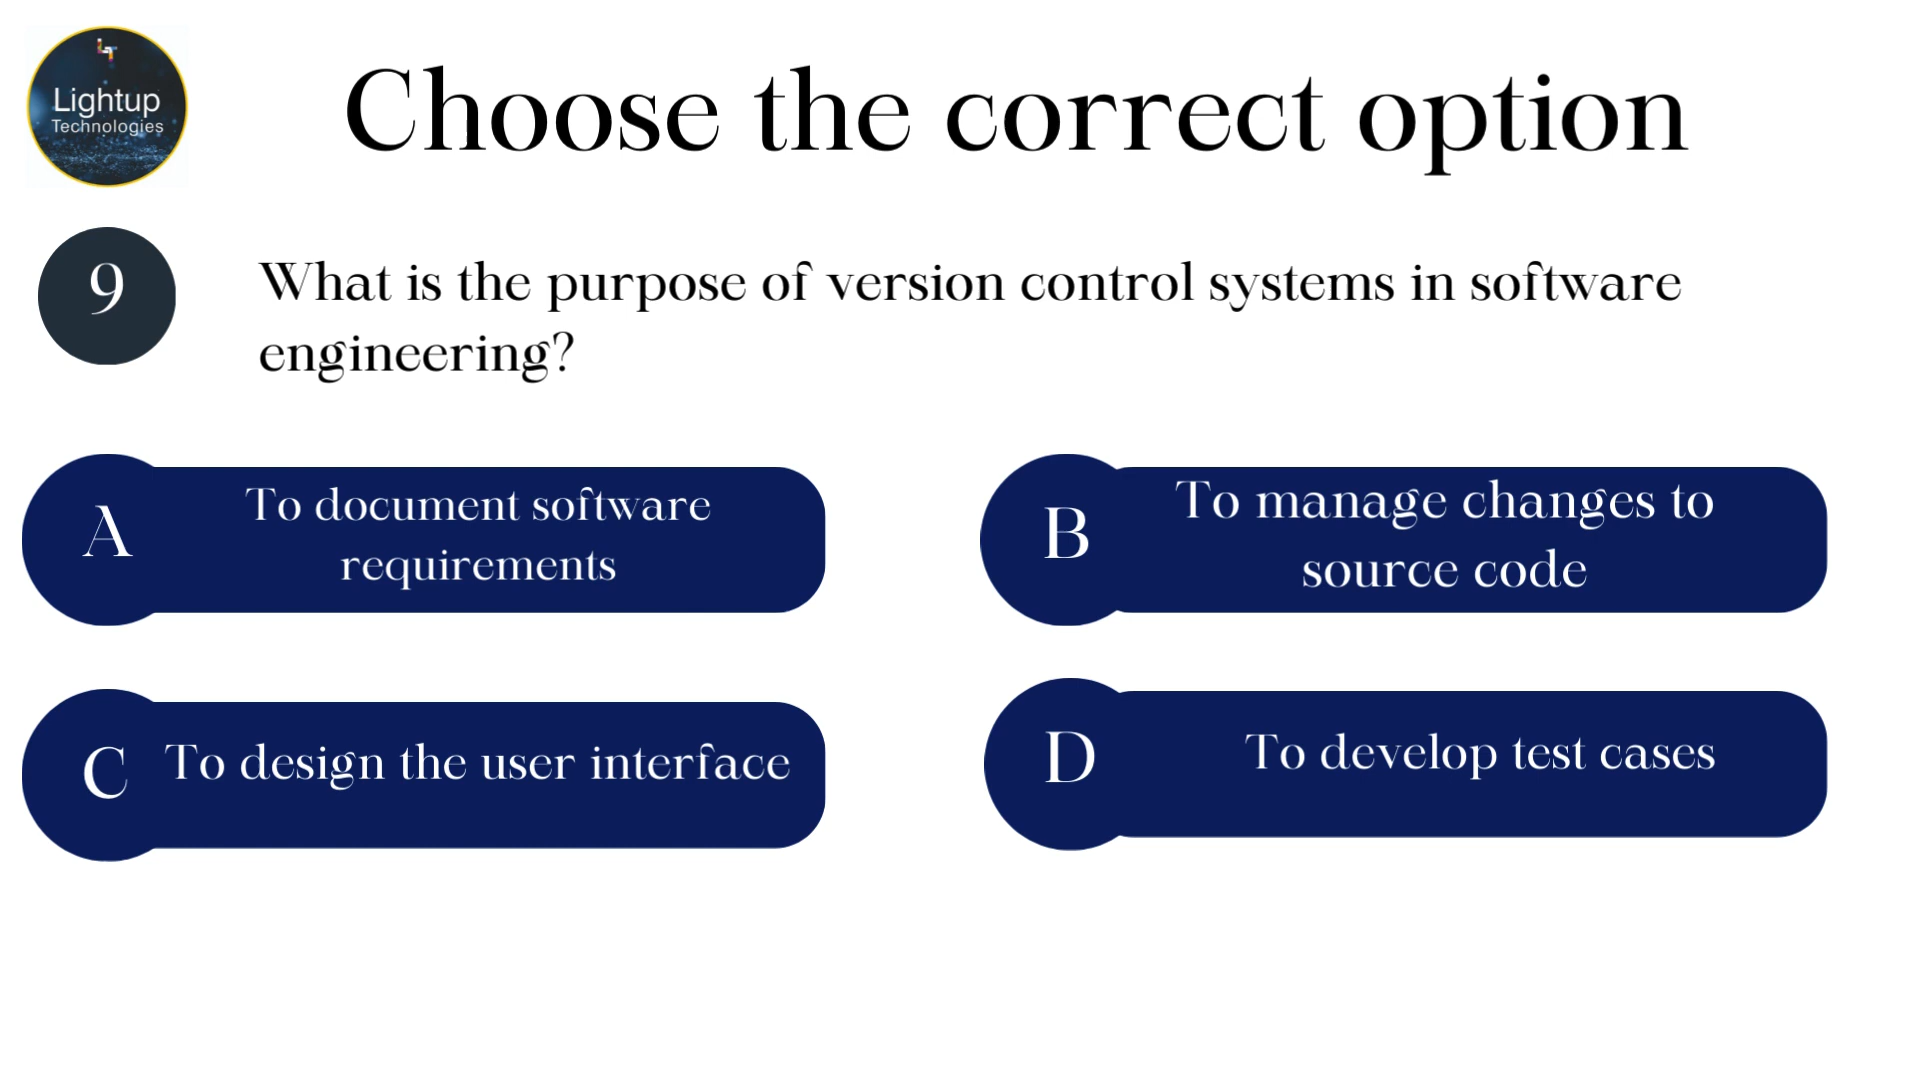 LT
Lightup
Technologies
Choose the correct option
9
What is the purpose of version control systems in software
engineering?
A
To document software
requirements
B
To manage changes to
source code
C
To design the user interface
D
To develop test cases